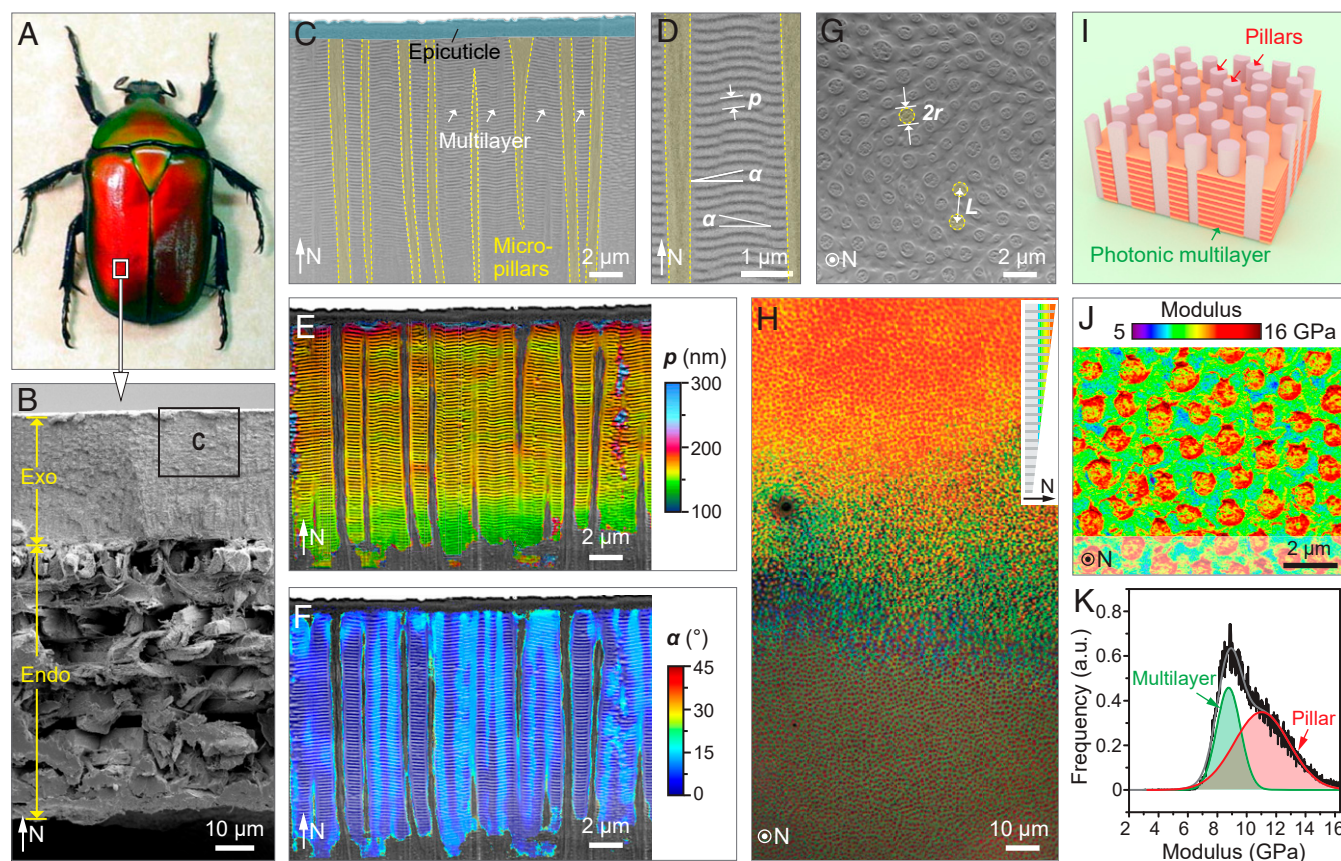 A
B
C
Exo
Endo
N
10 µm
C
Epicuticle
Multilayer
Micro-
pillars
N
2 µm
D
p
α
α
1 µm
G
2r
L
N
2 µm
I
Pillars
Photonic multilayer
E
N
2 µm
p (nm)
300
200
100
F
N
2 µm
α (°)
45
30
15
0
H
N
N
10 µm
J
Modulus
5
16 GPa
N
2 µm
K
Frequency (a.u.)
0.8
0.6
0.4
0.2
0
Multilayer
Pillar
2 4 6 8 10 12 14 16
Modulus (GPa)